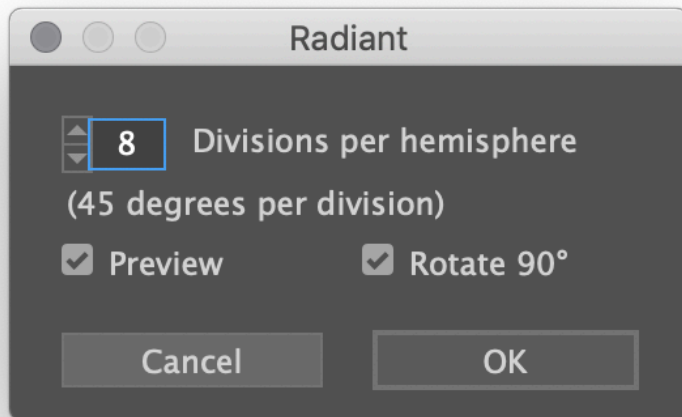 Radiant
8 Divisions per hemisphere
(45 degrees per division)
Preview Rotate 90°
Cancel OK